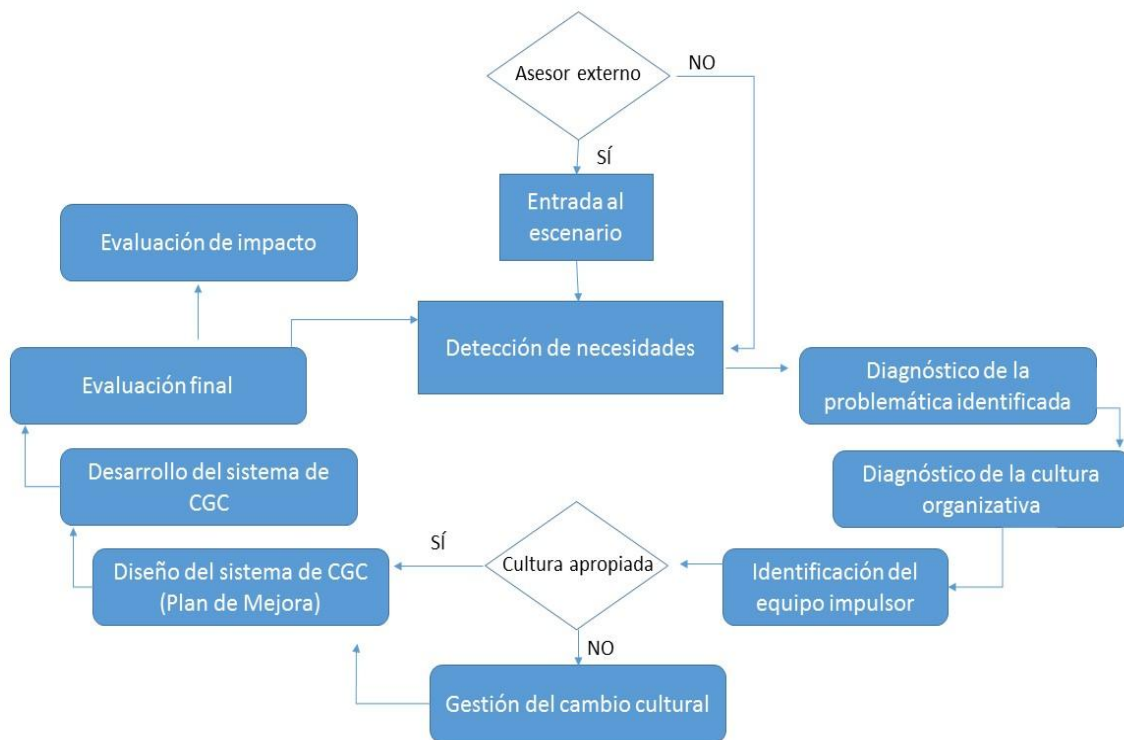 Asesor externo
NO
SÍ
Entrada al
escenario
Evaluación de impacto
Detección de necesidades
Evaluación final
Diagnóstico de la
problemática identificada
Desarrollo del sistema de
CGC
Diagnóstico de la cultura
organizativa
SÍ
Cultura apropiada
Diseño del sistema de CGC
(Plan de Mejora)
Identificación del
equipo impulsor
NO
Gestión del cambio cultural